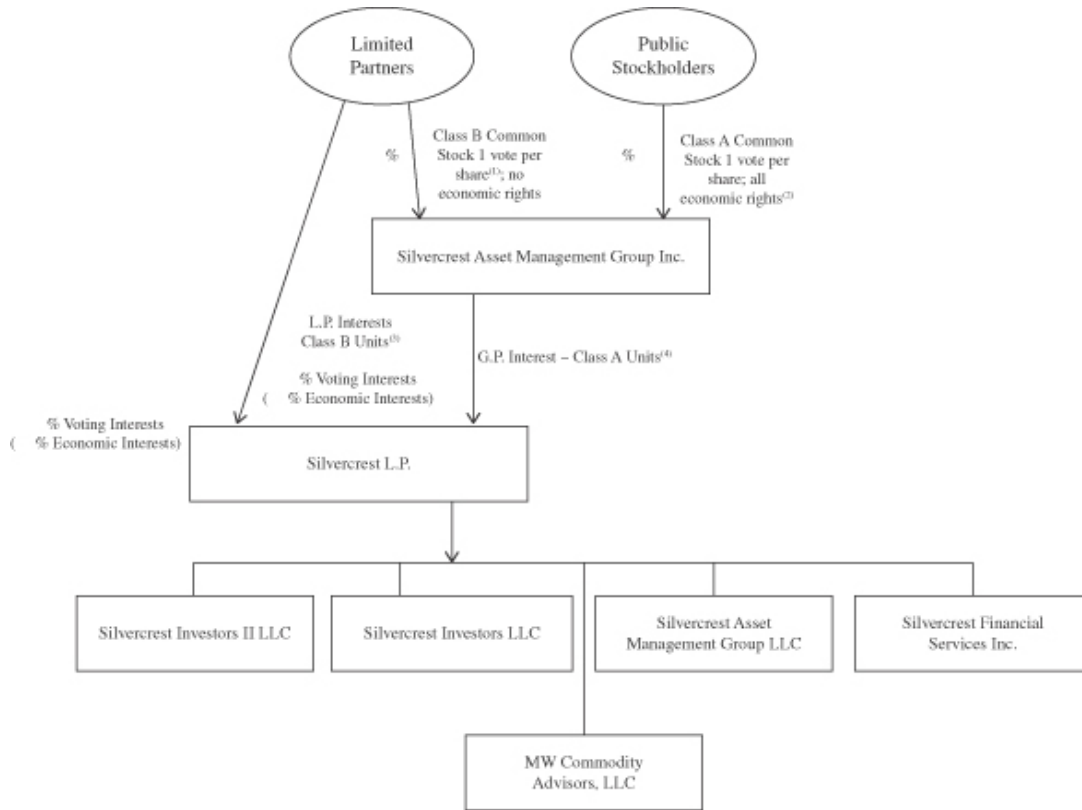 Limited
Partners
Public
Stockholders
%
Class B Common
Stock 1 vote per
share(1); no
economic rights
%
Class A Common
Stock 1 vote per
share; all
economic rights(2)
Silvercrest Asset Management Group Inc.
L.P. Interests
Class B Units(3)
G.P. Interest – Class A Units(4)
% Voting Interests
( % Economic Interests)
% Voting Interests
( % Economic Interests)
Silvercrest L.P.
Silvercrest Investors II LLC
Silvercrest Investors LLC
Silvercrest Asset
Management Group LLC
Silvercrest Financial
Services Inc.
MW Commodity
Advisors, LLC